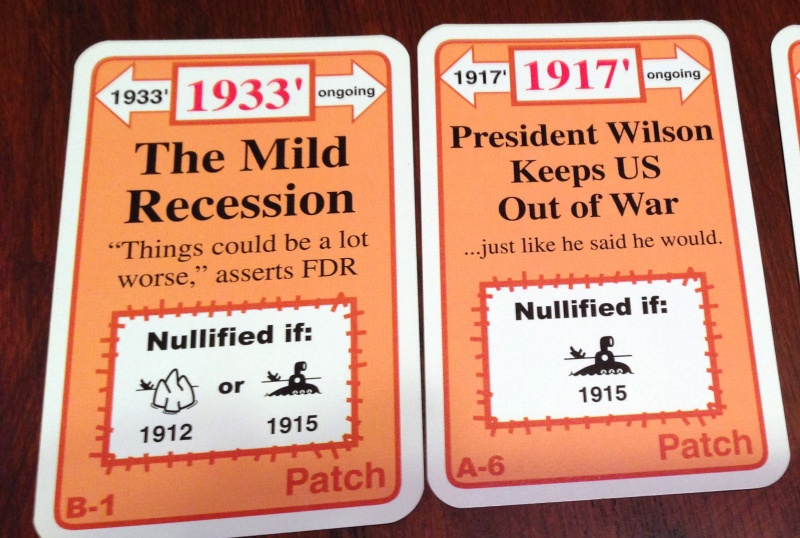 1933'
1933'
ongoing
The Mild
Recession
“Things could be a lot
worse,” asserts FDR
Nullified if:
or
1912
1915
Patch
B-1
1917'
1917'
ongoing
President Wilson
Keeps US
Out of War
...just like he said he would.
Nullified if:
1915
Patch
A-6